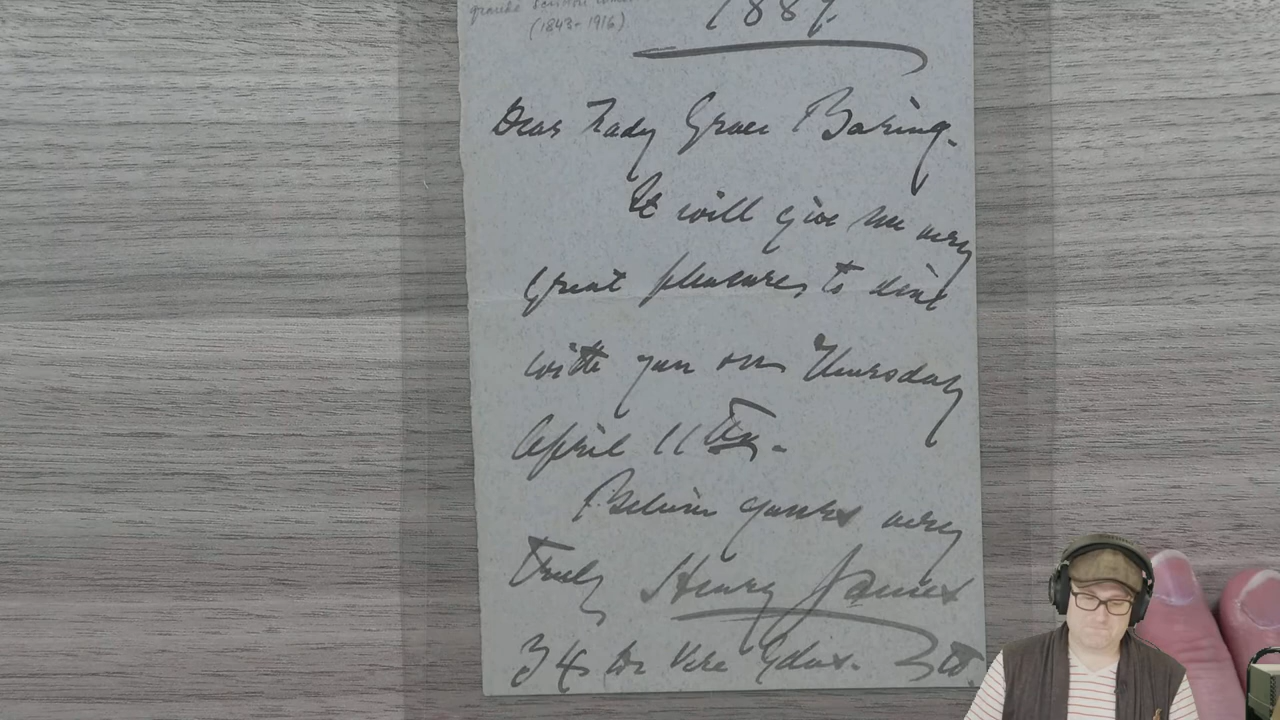 (1843-1916)
188
Dear Lady Grace Baring.
It will give me very
great pleasure, to dine
with you on Thursday
April 11th.-
Believe yours very
truly Henry James
34 De Vere Gdns. W.